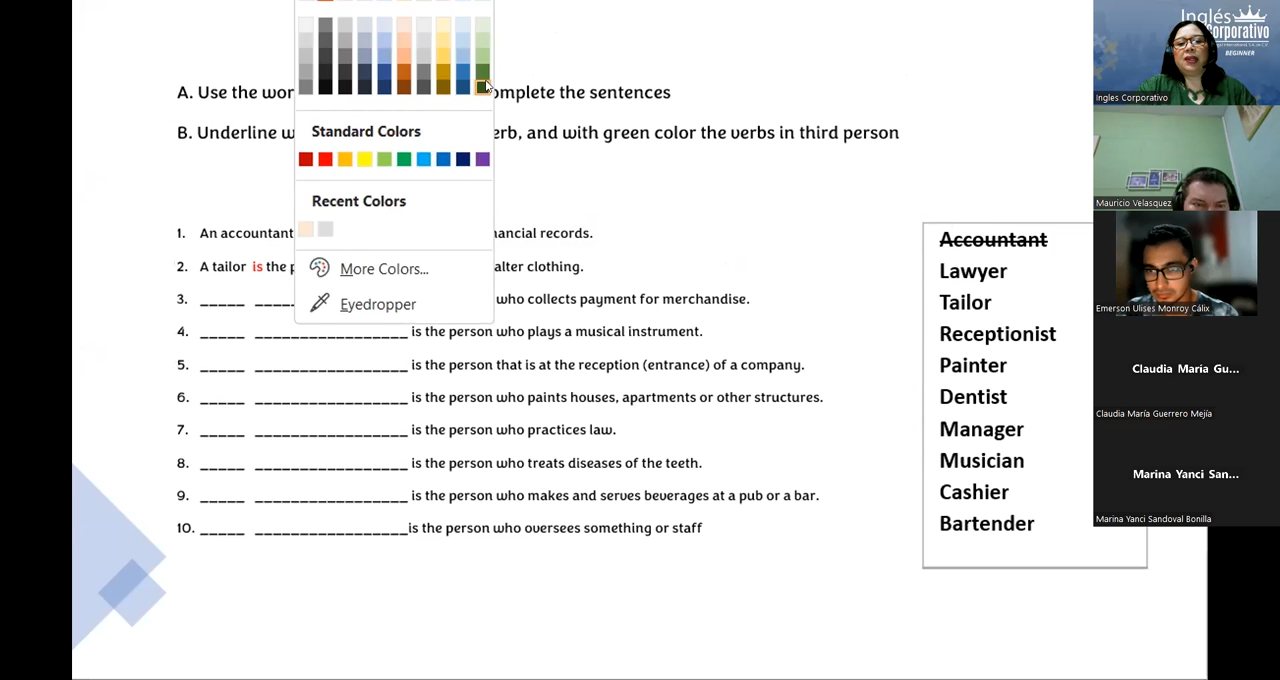 A. Use the wor omplete the sentences
B. Underline w erb, and with green color the verbs in third person
Standard Colors
Recent Colors
More Colors...
Eyedropper
1. An accountant nancial records.
2. A tailor is the p alter clothing.
3. _____ _____ who collects payment for merchandise.
4. _____ _________________ is the person who plays a musical instrument.
5. _____ _________________ is the person that is at the reception (entrance) of a company.
6. _____ _________________ is the person who paints houses, apartments or other structures.
7. _____ _________________ is the person who practices law.
8. _____ _________________ is the person who treats diseases of the teeth.
9. _____ _________________ is the person who makes and serves beverages at a pub or a bar.
10. _____ _________________is the person who oversees something or staff
Accountant
Lawyer
Tailor
Receptionist
Painter
Dentist
Manager
Musician
Cashier
Bartender
Inglés
Corporativo
BEGINNER
Ingles Corporativo
Mauricio Velasquez
Emerson Ulises Monroy Cálix
Claudia María Gu...
Claudia María Guerrero Mejía
Marina Yanci San...
Marina Yanci Sandoval Bonilla